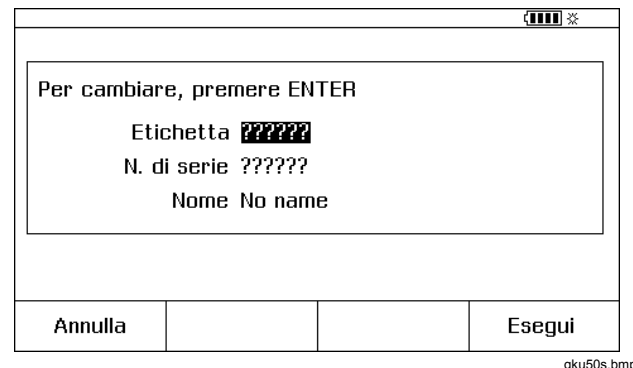 Per cambiare, premere ENTER
Etichetta ??????
N. di serie ??????
Nome No name
Annulla Esegui
gku50s.bmp